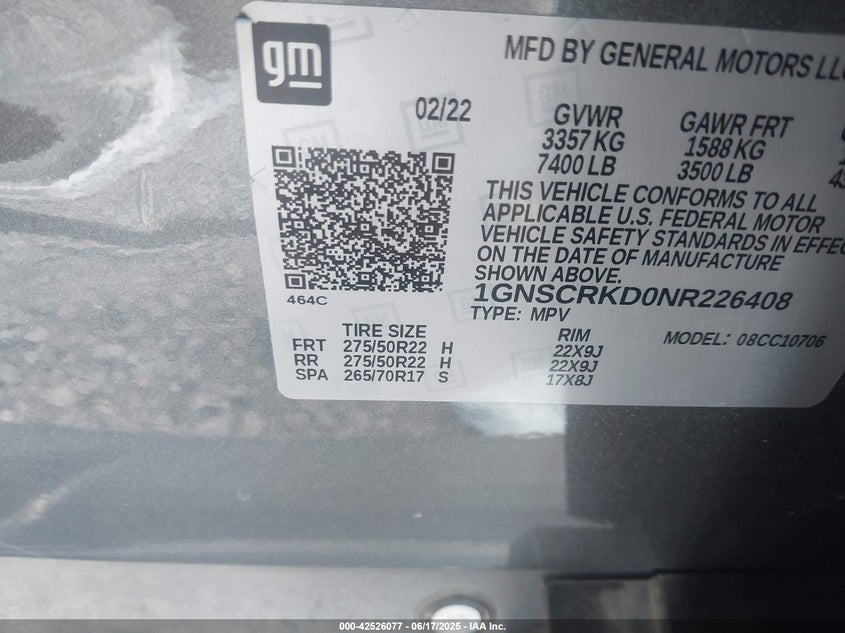 gm
MFD BY GENERAL MOTORS LLC
02/22
GVWR
3357 KG
7400 LB
GAWR FRT
1588 KG
3500 LB
THIS VEHICLE CONFORMS TO ALL
APPLICABLE U.S. FEDERAL MOTOR
VEHICLE SAFETY STANDARDS IN EFFE
ON THE DATE OF MANUFACTURE
SHOWN ABOVE.
1GNSCRKD0NR226408
TYPE: MPV
464C
TIRE SIZE
RIM
MODEL: 08CC10706
FRT 275/50R22 H 22X9J
RR 275/50R22 H 22X9J
SPA 265/70R17 S 17X8J
000-42526077 - 06/17/2025 - IAA Inc.